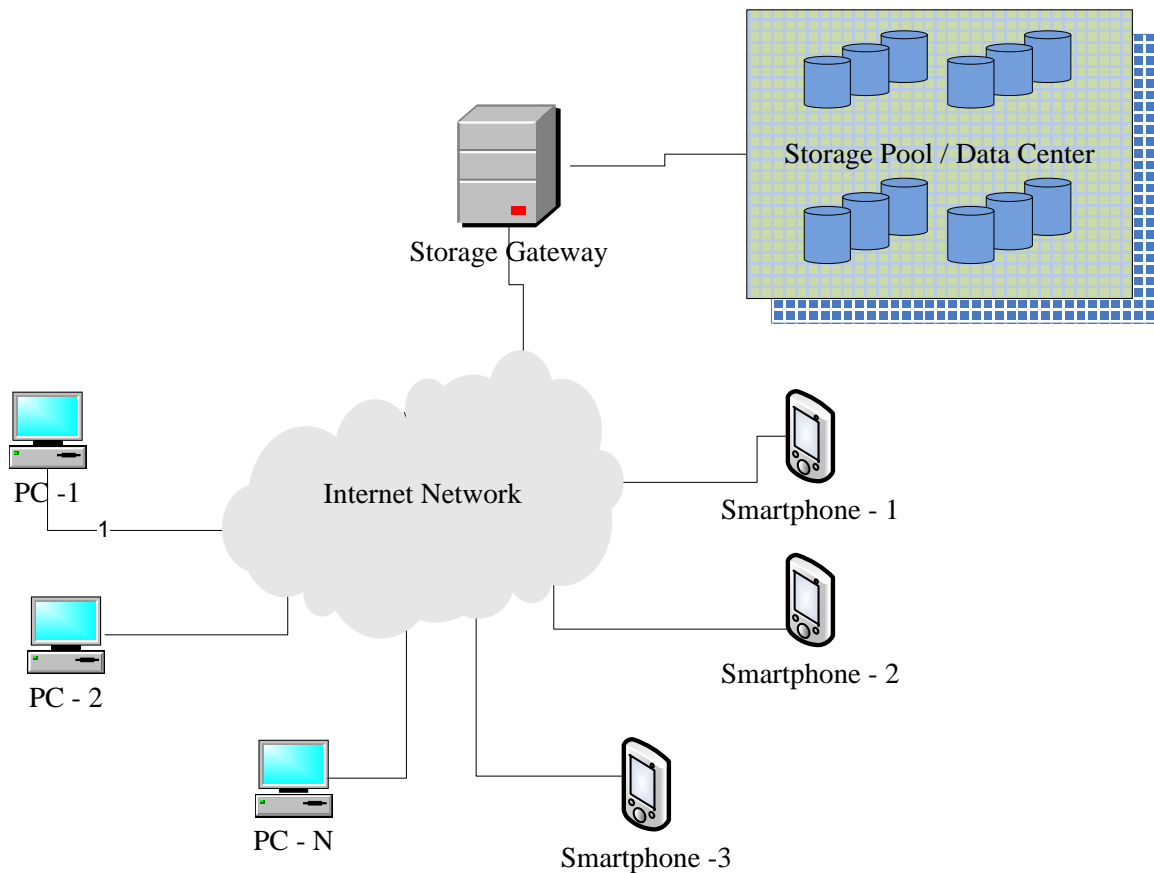 Storage Pool / Data Center
Storage Gateway
Internet Network
PC -1
1
Smartphone - 1
PC - 2
Smartphone - 2
PC - N
Smartphone -3